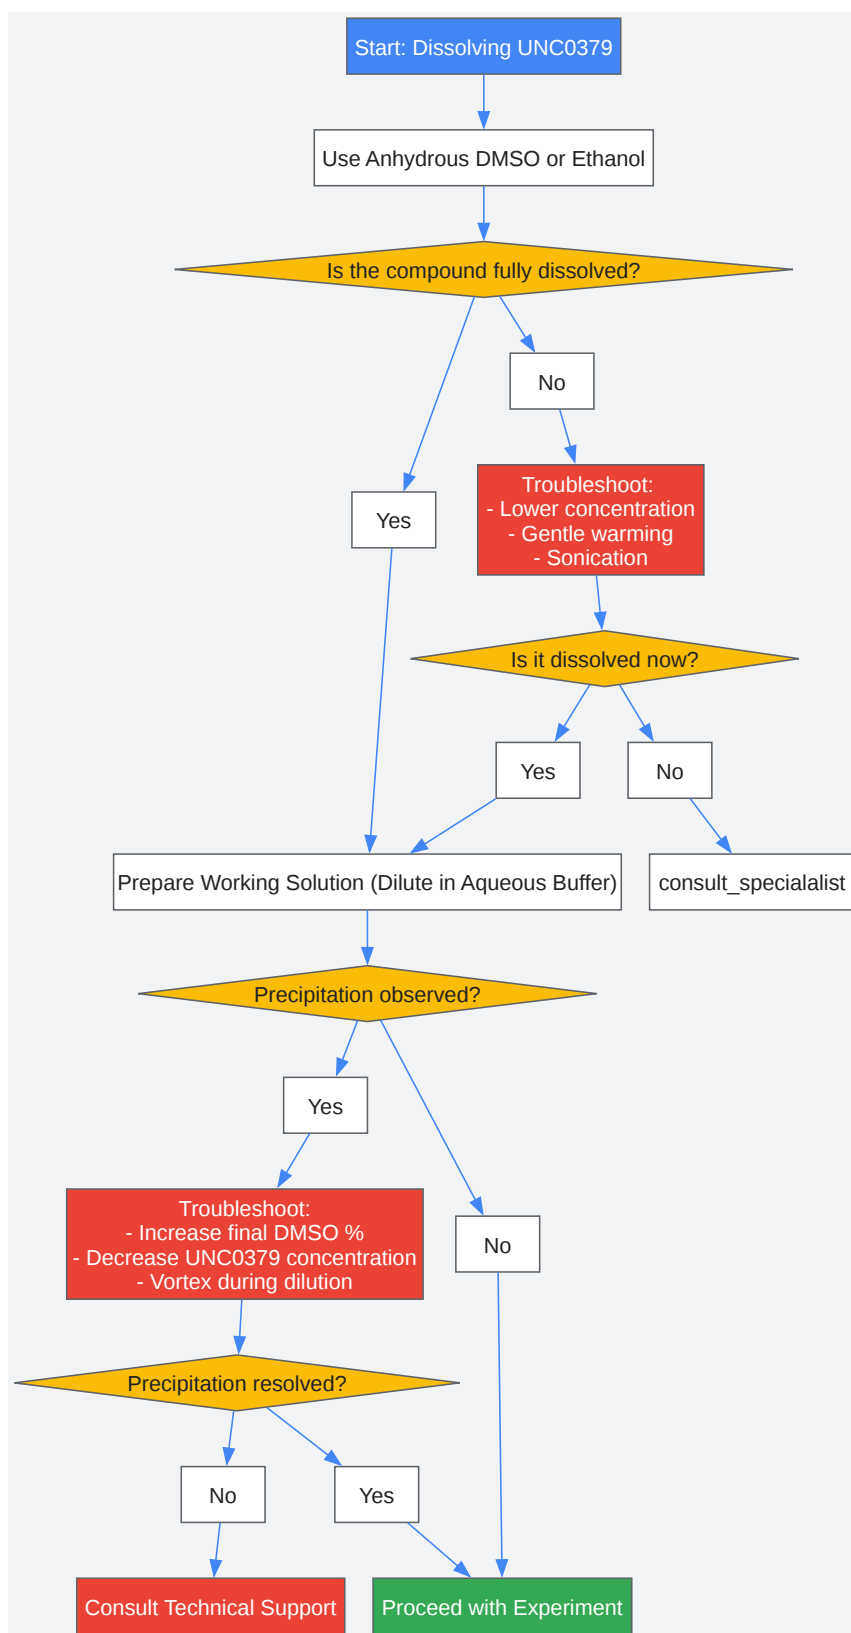 Start: Dissolving UNC0379
Use Anhydrous DMSO or Ethanol
Is the compound fully dissolved?
No
Troubleshoot:
- Lower concentration
- Gentle warming
- Sonication
Yes
Is it dissolved now?
Yes
No
Prepare Working Solution (Dilute in Aqueous Buffer)
consult_specialalist
Precipitation observed?
Yes
Troubleshoot:
- Increase final DMSO %
- Decrease UNC0379 concentration
- Vortex during dilution
No
Precipitation resolved?
No
Yes
Consult Technical Support
Proceed with Experiment